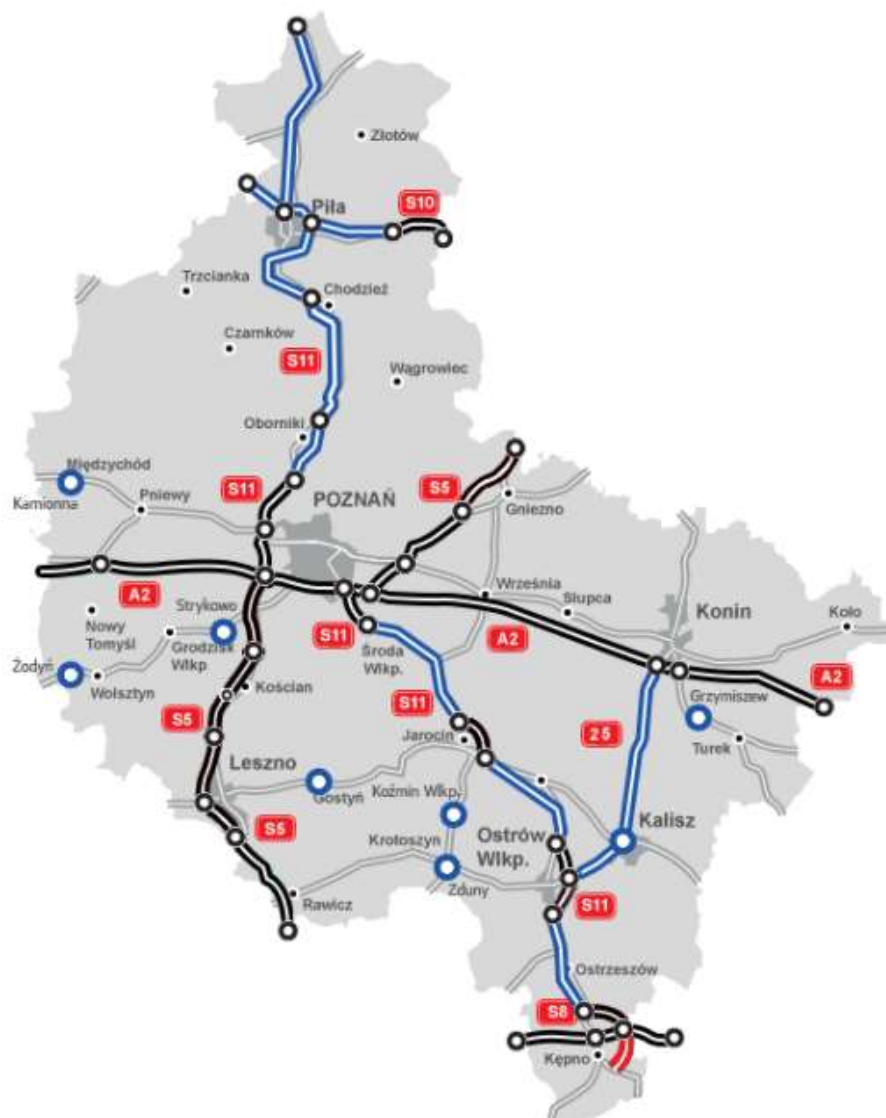 Złotów
S10
Piła
Trzcianka
Chodzież
Czarnków
S11
Wągrowiec
Oborniki
Międzychód
S11
S5
Kamionna
Pniewy
POZNAŃ
Gniezno
A2
Strykowo
Września
Słupca
Konin
Koło
Nowy
Tomyśl
Grodzisk
Wlkp
S11
Środa
Wlkp.
A2
Żodyń
Wolsztyn
Kościan
Grzymiszew
A2
S5
S11
Jarocin
25
Turek
Leszno
Gostyń
Koźmin Wlkp.
S5
Krotoszyn
Ostrów
Wlkp.
Kalisz
Zduny
Rawicz
S11
Ostrzeszów
S8
Kępno